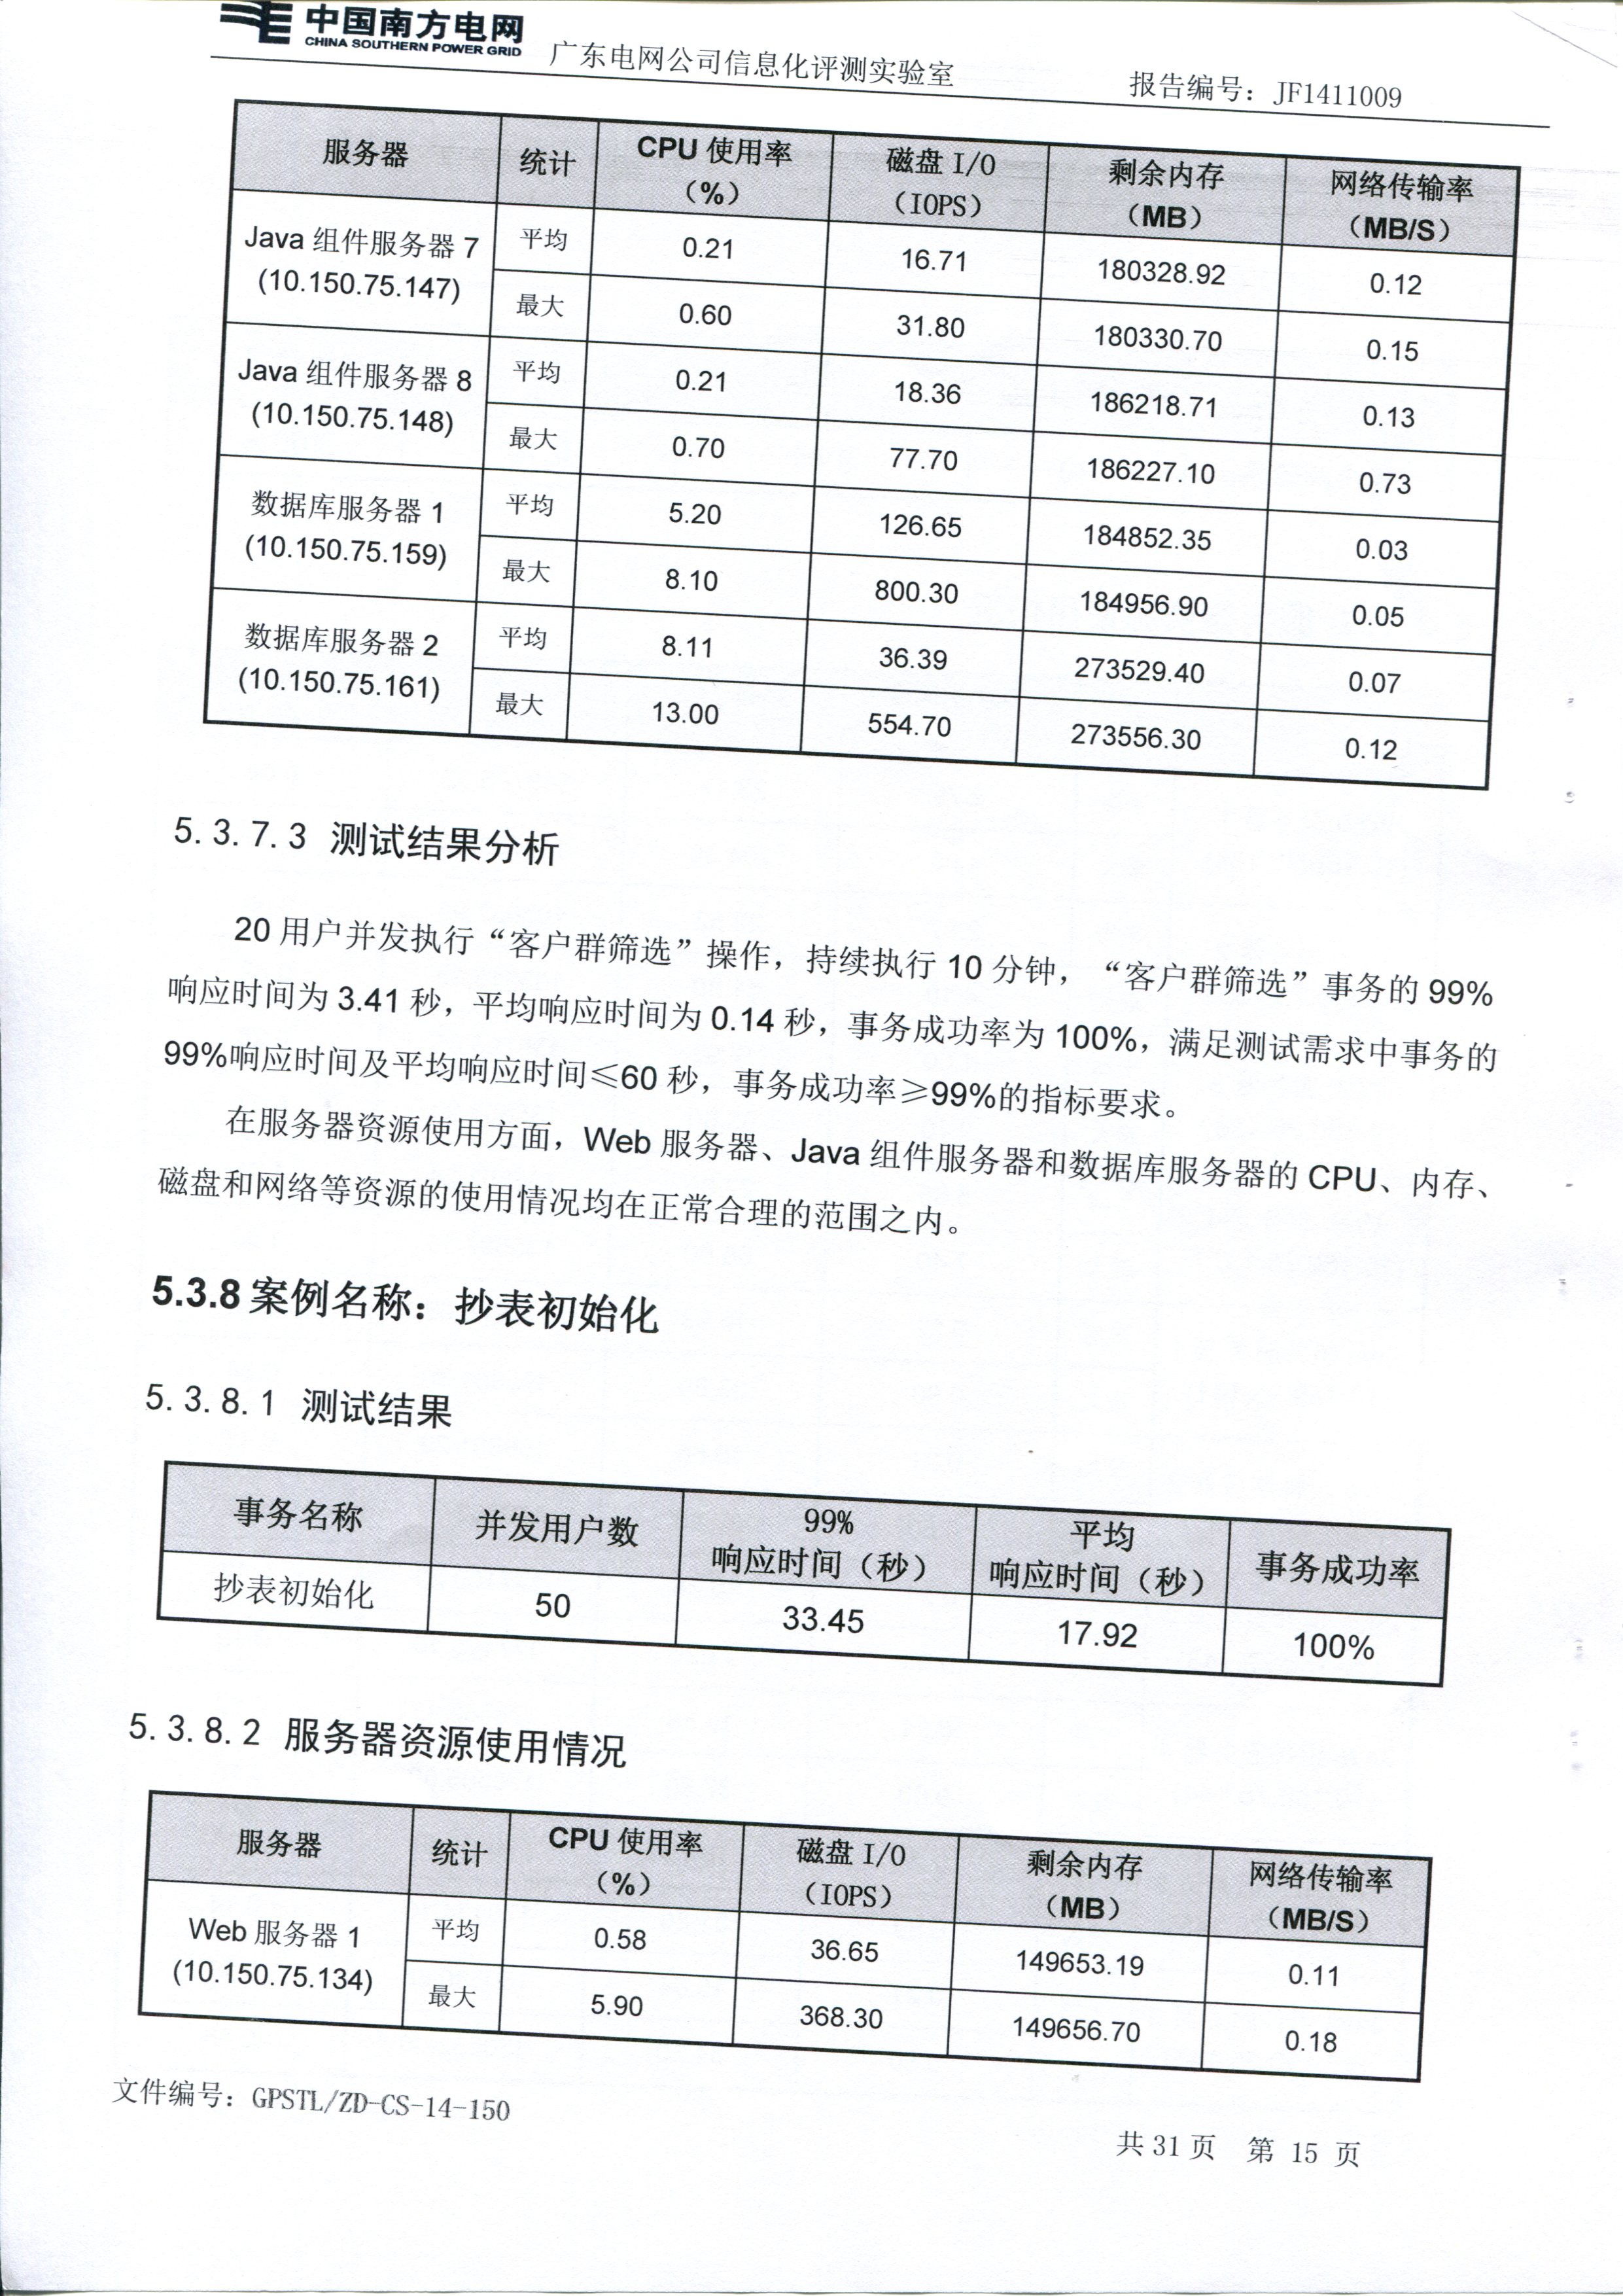 中国南方电网
CHINA SOUTHERN POWER GRID
广东电网公司信息化评测实验室 报告编号：JF1411009
服务器 统计 CPU 使用率（%） 磁盘 I/O（IOPS） 剩余内存（MB） 网络传输率（MB/S）
Java 组件服务器 7 (10.150.75.147) 平均 0.21 16.71 180328.92 0.12
最大 0.60 31.80 180330.70 0.15
Java 组件服务器 8 (10.150.75.148) 平均 0.21 18.36 186218.71 0.13
最大 0.70 77.70 186227.10 0.73
数据库服务器 1 (10.150.75.159) 平均 5.20 126.65 184852.35 0.03
最大 8.10 800.30 184956.90 0.05
数据库服务器 2 (10.150.75.161) 平均 8.11 36.39 273529.40 0.07
最大 13.00 554.70 273556.30 0.12
5.3.7.3 测试结果分析
20 用户并发执行“客户群筛选”操作，持续执行 10 分钟，“客户群筛选”事务的 99%
响应时间为 3.41 秒，平均响应时间为 0.14 秒，事务成功率为 100%，满足测试需求中事务的
99%响应时间及平均响应时间≤60 秒，事务成功率≥99%的指标要求。
在服务器资源使用方面，Web 服务器、Java 组件服务器和数据库服务器的 CPU、内存、
磁盘和网络等资源的使用情况均在正常合理的范围之内。
5.3.8 案例名称：抄表初始化
5.3.8.1 测试结果
事务名称 并发用户数 99%响应时间（秒） 平均响应时间（秒） 事务成功率
抄表初始化 50 33.45 17.92 100%
5.3.8.2 服务器资源使用情况
服务器 统计 CPU 使用率（%） 磁盘 I/O（IOPS） 剩余内存（MB） 网络传输率（MB/S）
Web 服务器 1 (10.150.75.134) 平均 0.58 36.65 149653.19 0.11
最大 5.90 368.30 149656.70 0.18
文件编号：GPSTL/ZD-CS-14-150
共 31 页 第 15 页